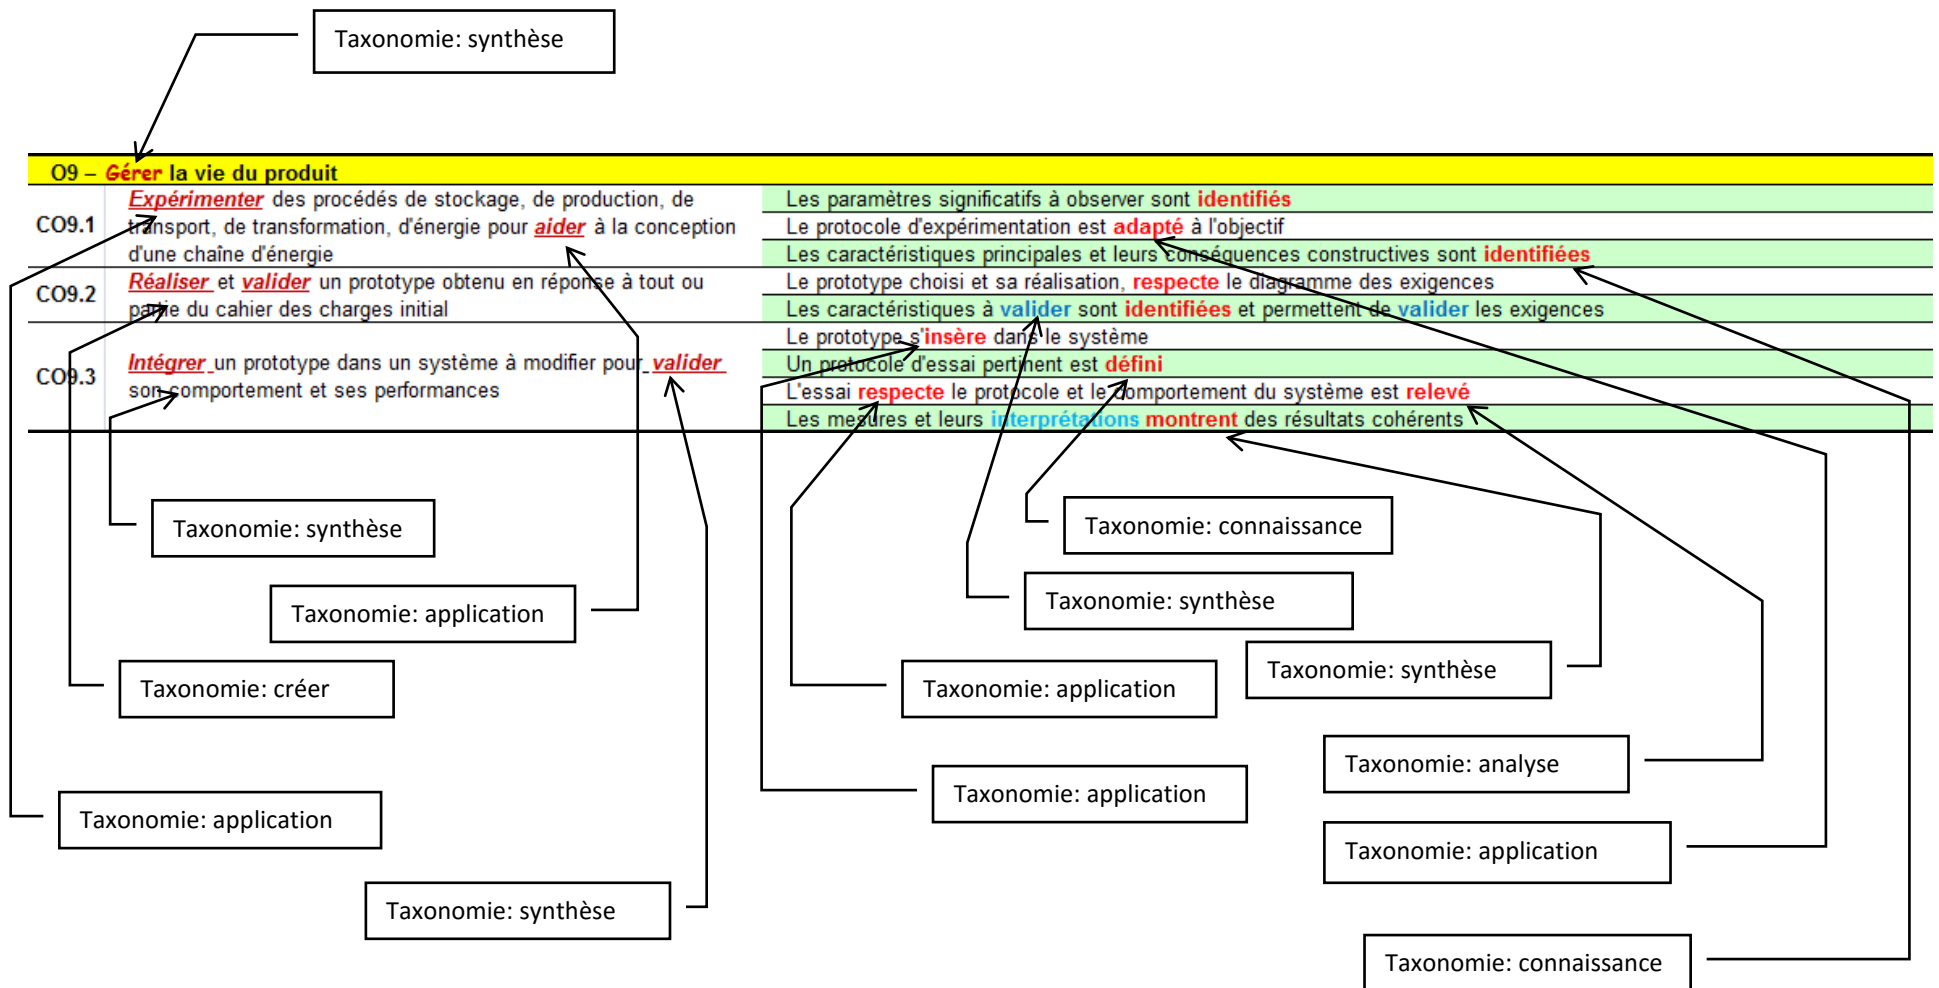 Taxonomie: synthèse
O9 – Gérer la vie du produit
CO9.1
Expérimenter des procédés de stockage, de production, de
transport, de transformation, d'énergie pour aider à la conception
d'une chaîne d'énergie
Les paramètres significatifs à observer sont identifiés
Le protocole d'expérimentation est adapté à l'objectif
Les caractéristiques principales et leurs conséquences constructives sont identifiées
CO9.2
Réaliser et valider un prototype obtenu en réponse à tout ou
partie du cahier des charges initial
Le prototype choisi et sa réalisation, respecte le diagramme des exigences
Les caractéristiques à valider sont identifiées et permettent de valider les exigences
CO9.3
Intégrer un prototype dans un système à modifier pour valider
son comportement et ses performances
Le prototype s'insère dans le système
Un protocole d'essai pertinent est défini
L'essai respecte le protocole et le comportement du système est relevé
Les mesures et leurs interprétations montrent des résultats cohérents
Taxonomie: synthèse
Taxonomie: connaissance
Taxonomie: application
Taxonomie: synthèse
Taxonomie: créer
Taxonomie: application
Taxonomie: synthèse
Taxonomie: analyse
Taxonomie: application
Taxonomie: application
Taxonomie: application
Taxonomie: synthèse
Taxonomie: connaissance